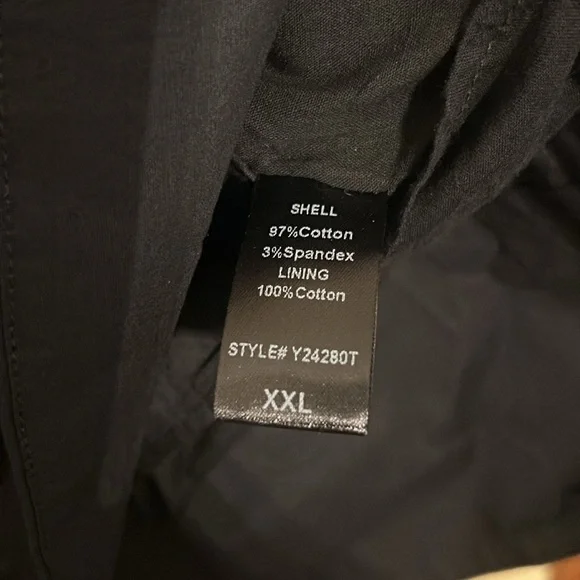 SHELL
97%Cotton
3%Spandex
LINING
100%Cotton
STYLE# Y24280T
XXL